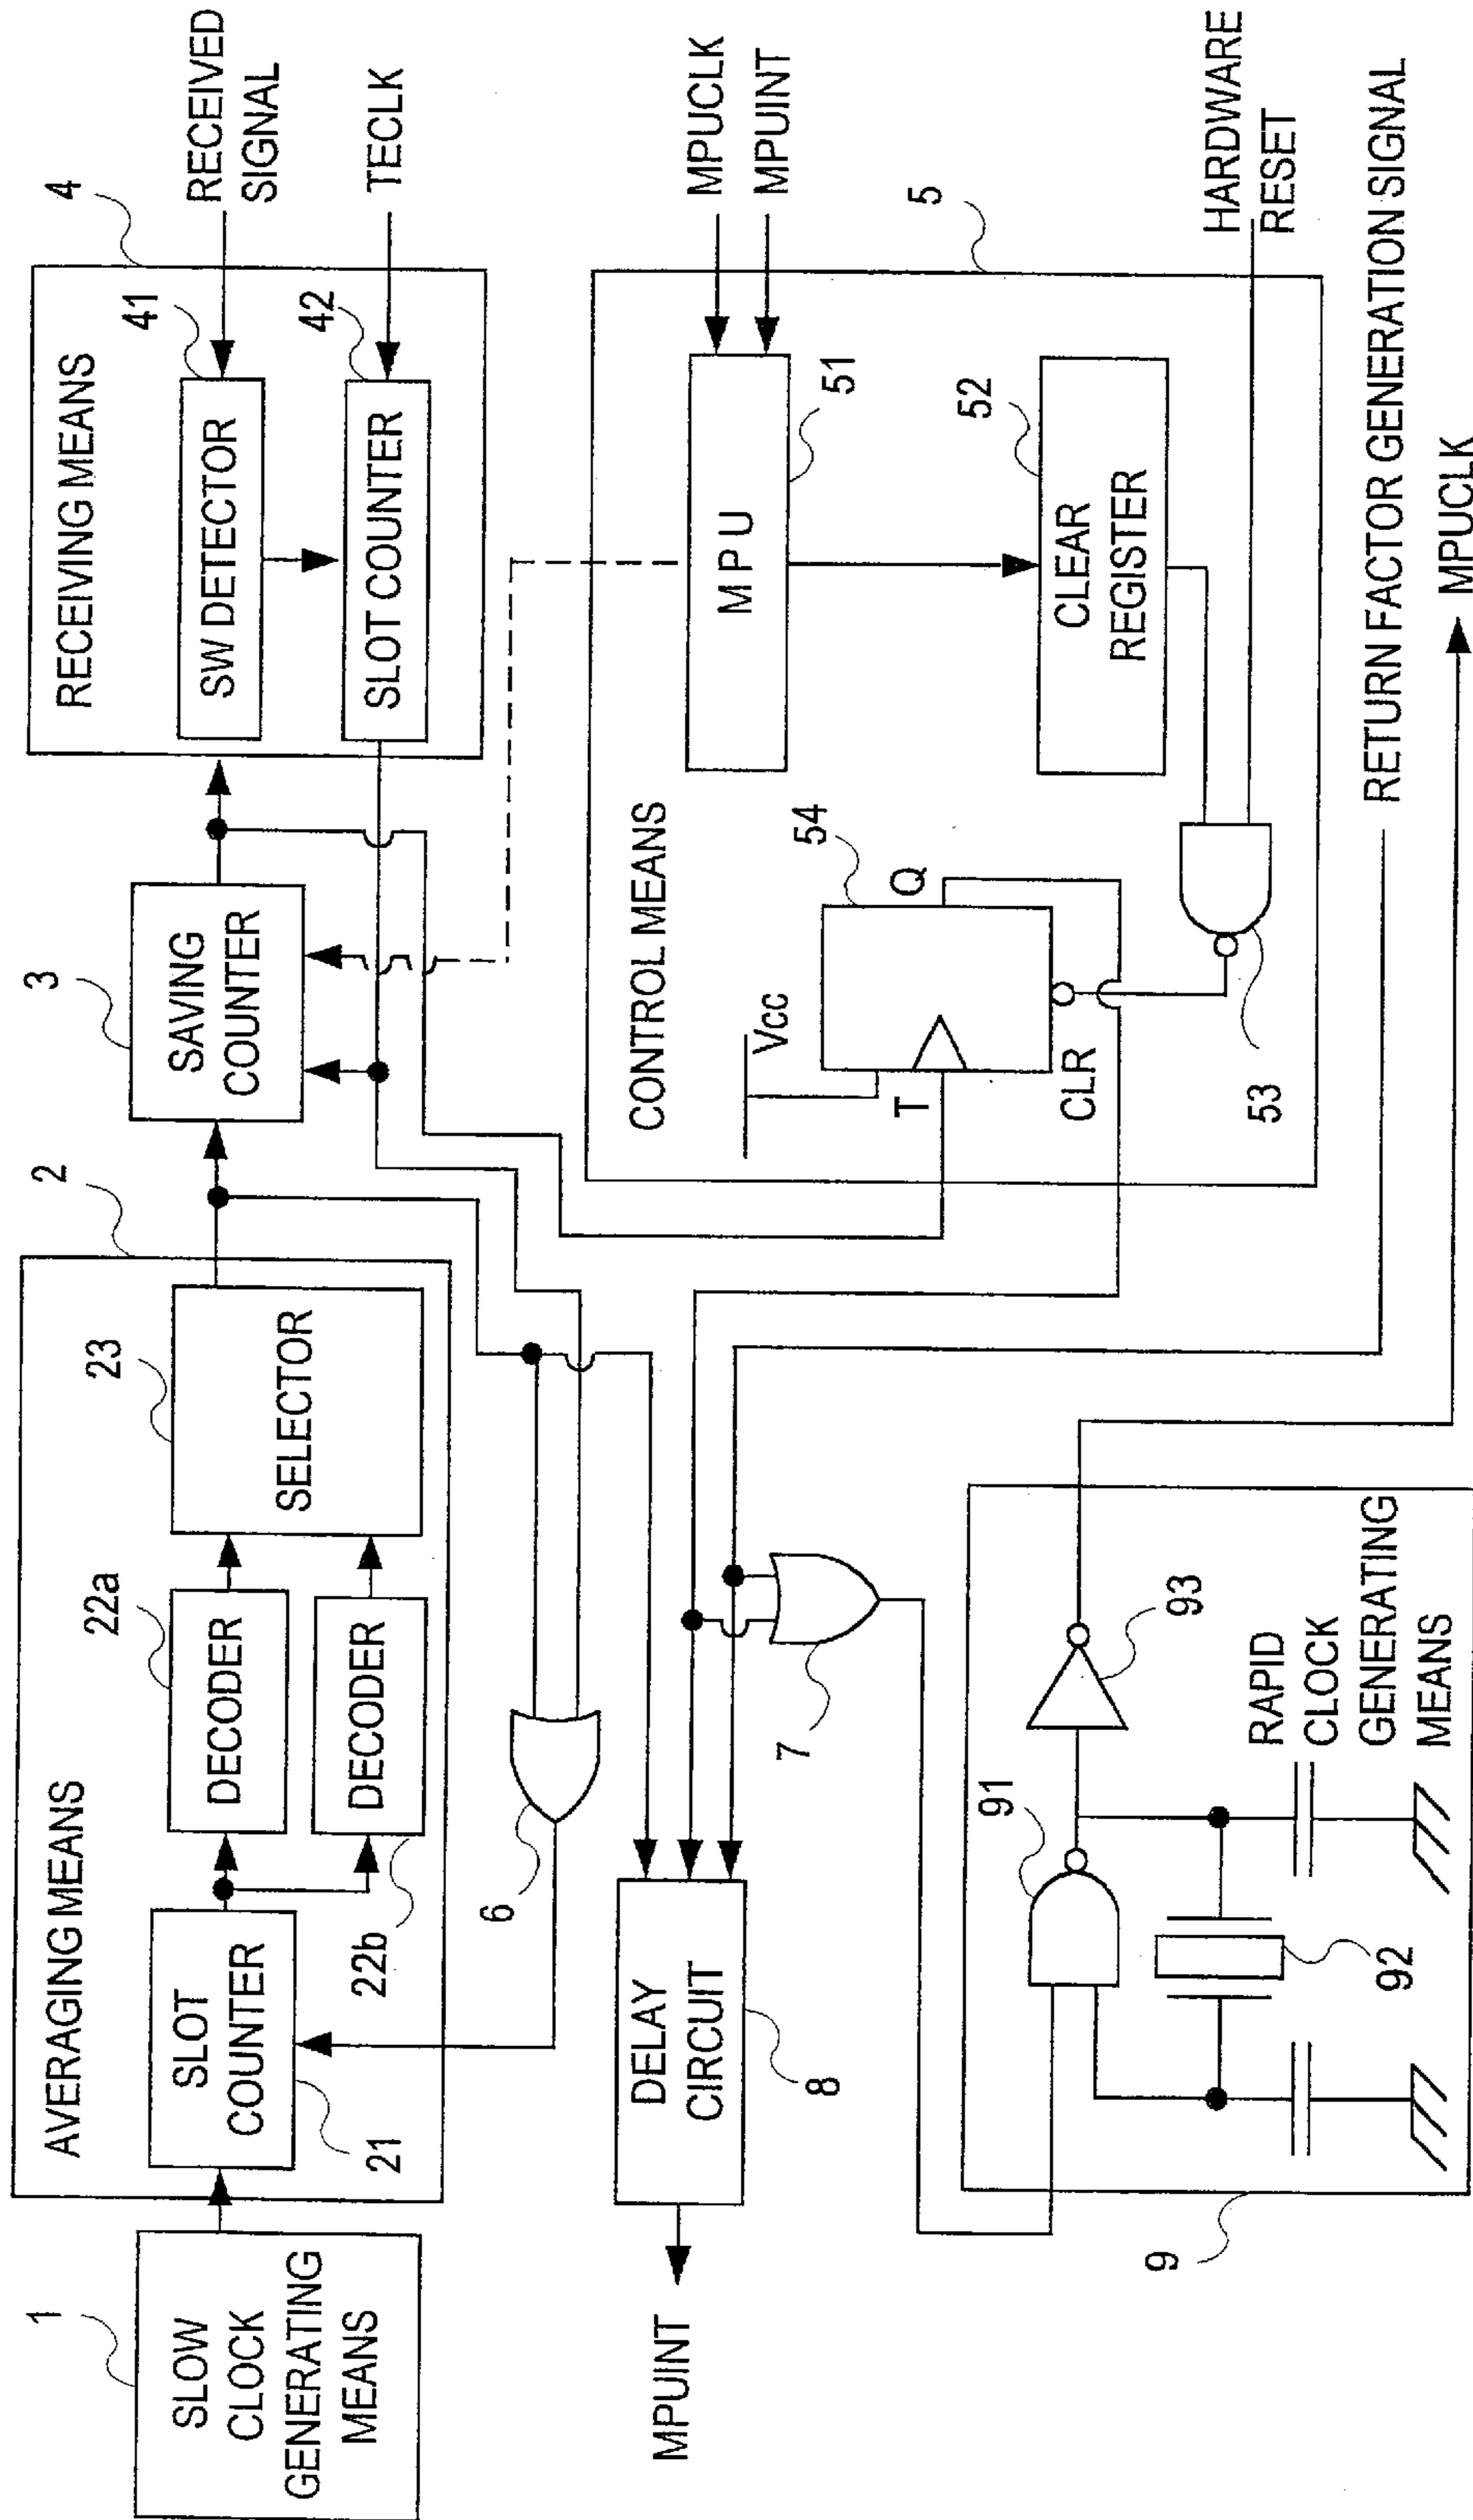 1
SLOW
CLOCK
GENERATING
MEANS
AVERAGING MEANS
2
SLOT
COUNTER
21
22a
DECODER
DECODER
22b
23
SELECTOR
3
SAVING
COUNTER
4
RECEIVING MEANS
41
SW DETECTOR
42
SLOT COUNTER
RECEIVED
SIGNAL
TECLK
6
MPUINT
DELAY
CIRCUIT
8
7
CONTROL MEANS
5
Vcc
54
T
Q
CLR
53
M P U
51
52
CLEAR
REGISTER
MPUCLK
MPUINT
HARDWARE
RESET
RETURN FACTOR GENERATION SIGNAL
MPUCLK
9
91
92
93
RAPID
CLOCK
GENERATING
MEANS